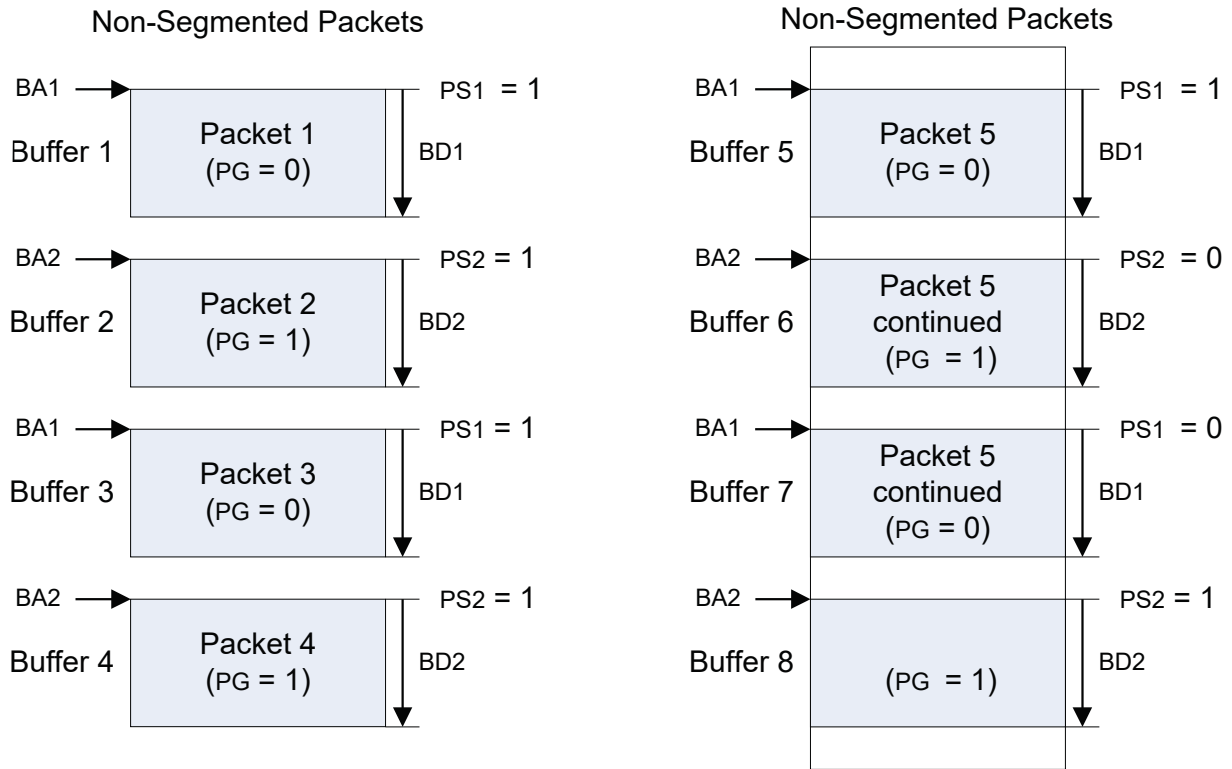 Non-Segmented Packets
BA1
PS1 = 1
Packet 1
Buffer 1
BD1
(PG = 0)
BA2
PS2 = 1
Packet 2
Buffer 2
BD2
(PG = 1)
BA1
PS1 = 1
Packet 3
Buffer 3
BD1
(PG = 0)
BA2
PS2 = 1
Packet 4
Buffer 4
BD2
(PG = 1)
Non-Segmented Packets
BA1
PS1 = 1
Packet 5
Buffer 5
BD1
(PG = 0)
BA2
PS2 = 0
Packet 5
Buffer 6
continued
BD2
(PG = 1)
BA1
PS1 = 0
Packet 5
Buffer 7
continued
BD1
(PG = 0)
BA2
PS2 = 1
Buffer 8
BD2
(PG = 1)